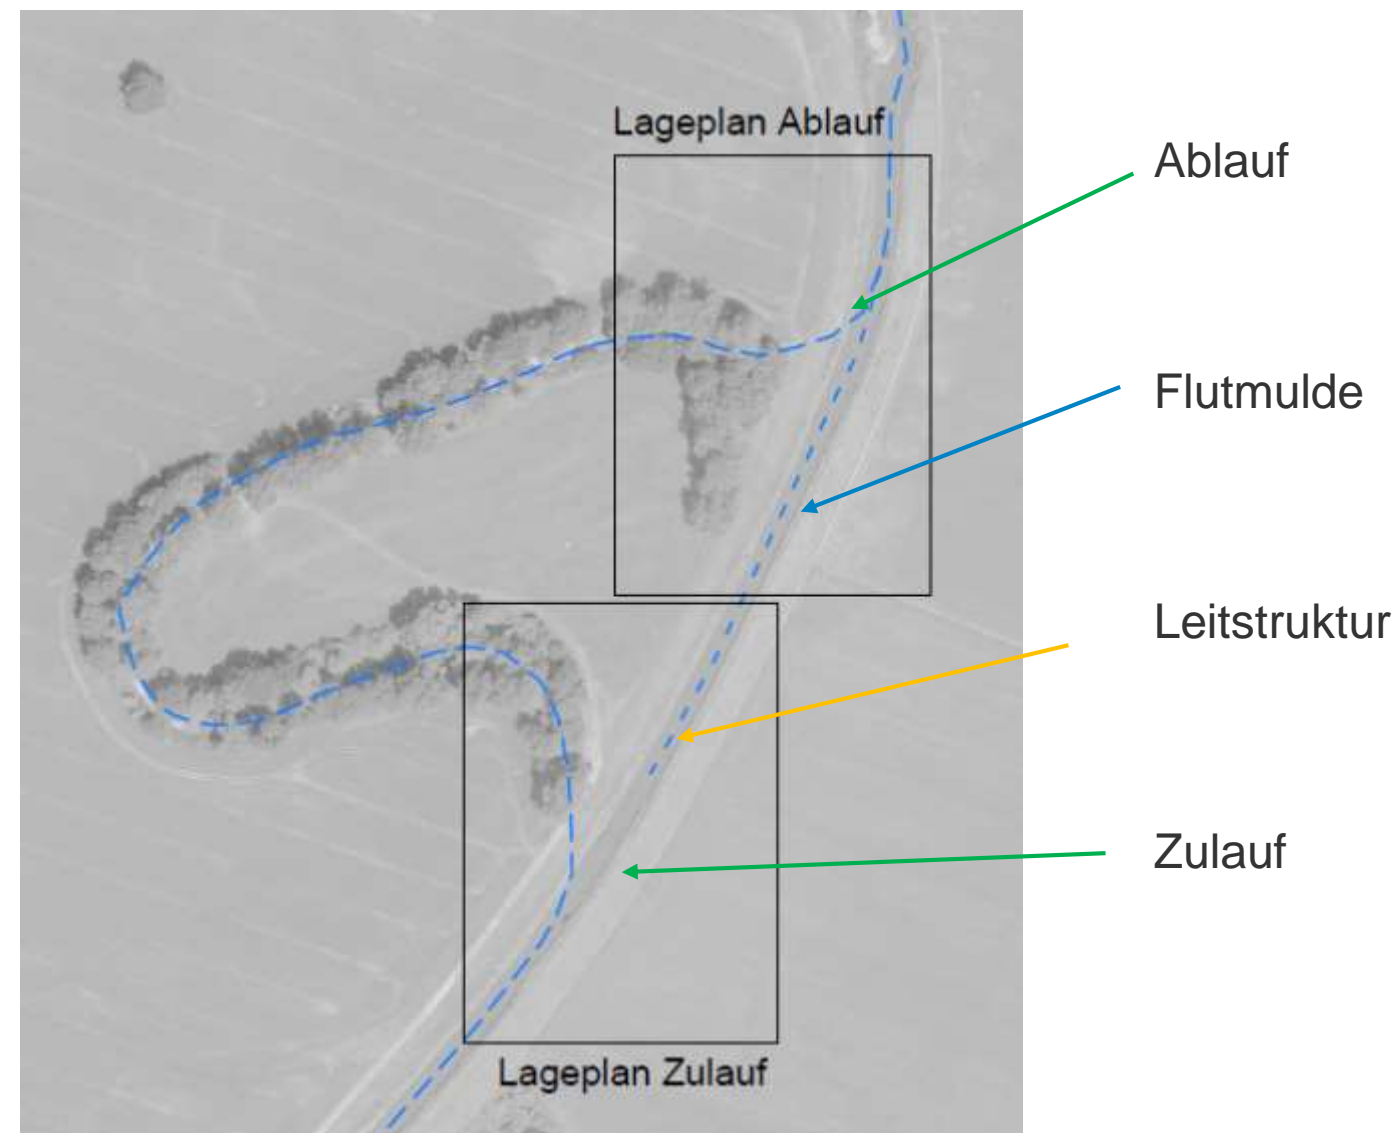 Lageplan Ablauf
Ablauf
Flutmulde
Leitstruktur
Zulauf
Lageplan Zulauf